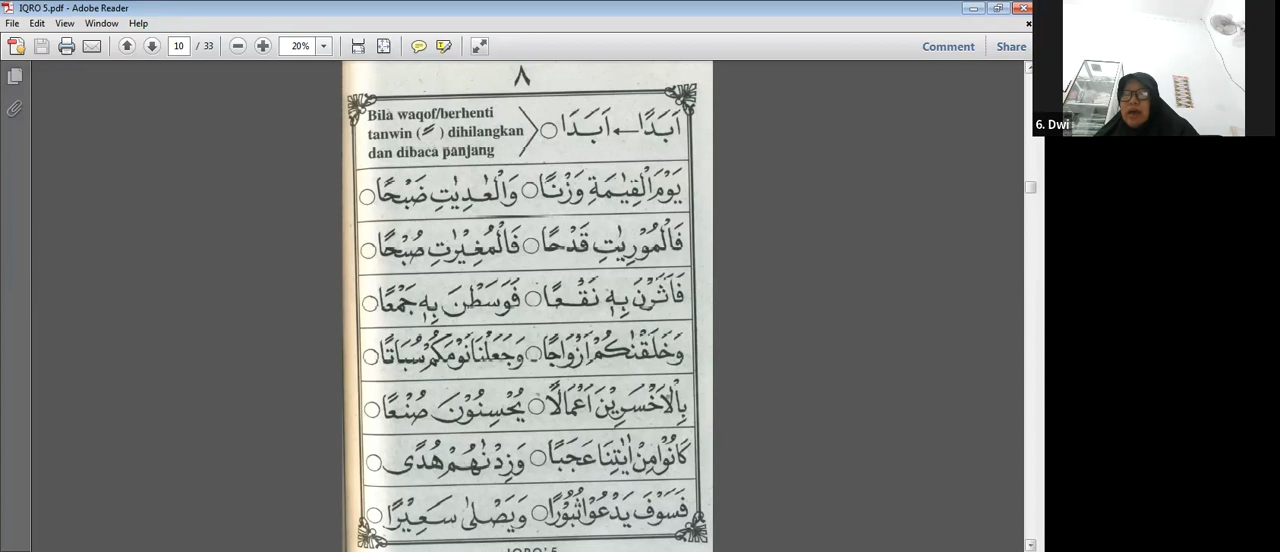 IQRO 5.pdf - Adobe Reader
File Edit View Window Help
10 / 33 20% Comment Share
6. Dwi
٨
Bila waqof/berhenti
tanwin ( ـً ) dihilangkan
dan dibaca panjang
اَبَدًا ← اَبَدَا ○
يَوْمَ الْقِيٰمَةِ وَزْنًا ○ وَالْعٰدِيٰتِ ضَبْحًا ○
فَالْمُوْرِيٰتِ قَدْحًا ○ فَالْمُغِيْرٰتِ صُبْحًا ○
فَاَثَرْنَ بِهٖ نَقْعًا ○ فَوَسَطْنَ بِهٖ جَمْعًا ○
وَخَلَقْنٰكُمْ اَزْوَاجًا ○ وَجَعَلْنَا نَوْمَكُمْ سُبَاتًا ○
بِالْاَخْسَرِيْنَ اَعْمَالًا ○ يُحْسِنُوْنَ صُنْعًا ○
كَانُوْا مِنْ اٰيٰتِنَا عَجَبًا ○ وَزِدْنٰهُمْ هُدًى ○
فَسَوْفَ يَدْعُوْا ثُبُوْرًا ○ وَيَصْلٰى سَعِيْرًا ○